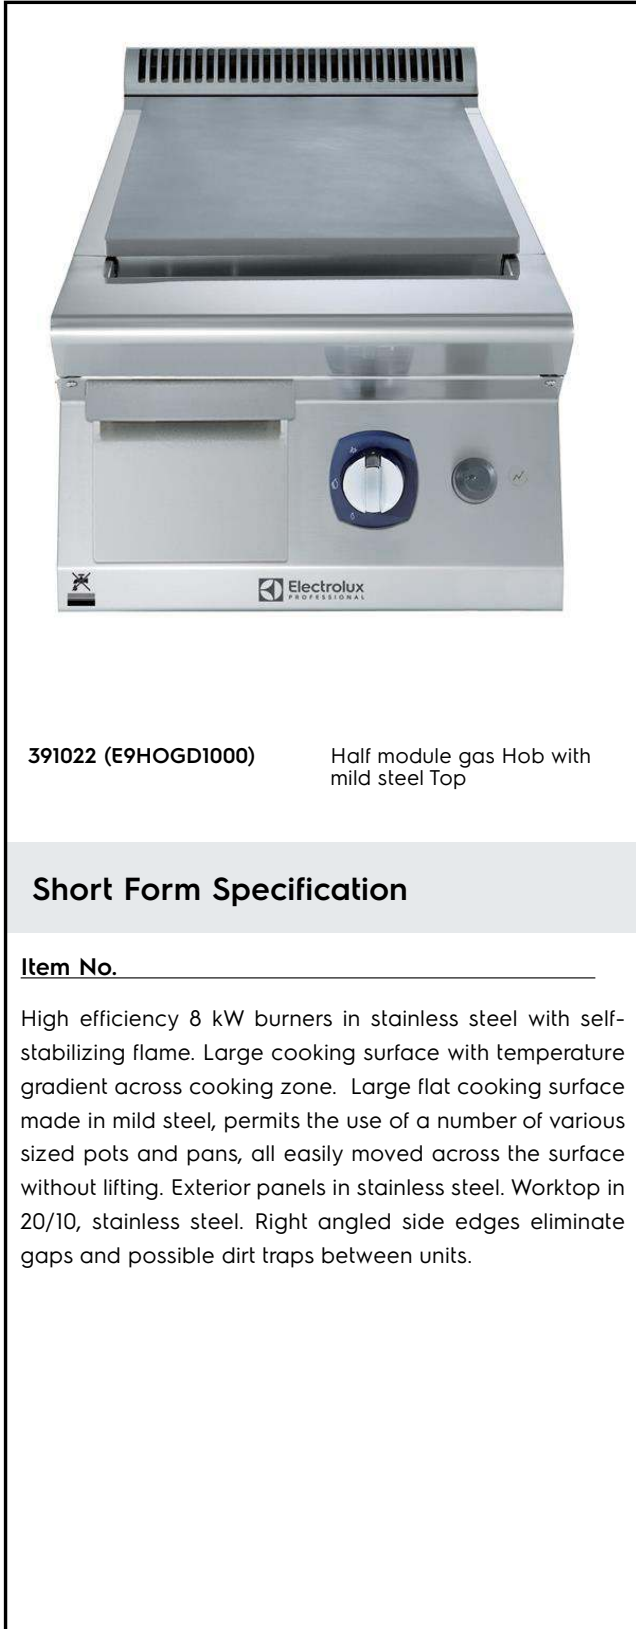 Electrolux
PROFESSIONAL
391022 (E9HOGD1000)
Half module gas Hob with
mild steel Top
Short Form Specification
Item No.
High efficiency 8 kW burners in stainless steel with self-
stabilizing flame. Large cooking surface with temperature
gradient across cooking zone. Large flat cooking surface
made in mild steel, permits the use of a number of various
sized pots and pans, all easily moved across the surface
without lifting. Exterior panels in stainless steel. Worktop in
20/10, stainless steel. Right angled side edges eliminate
gaps and possible dirt traps between units.